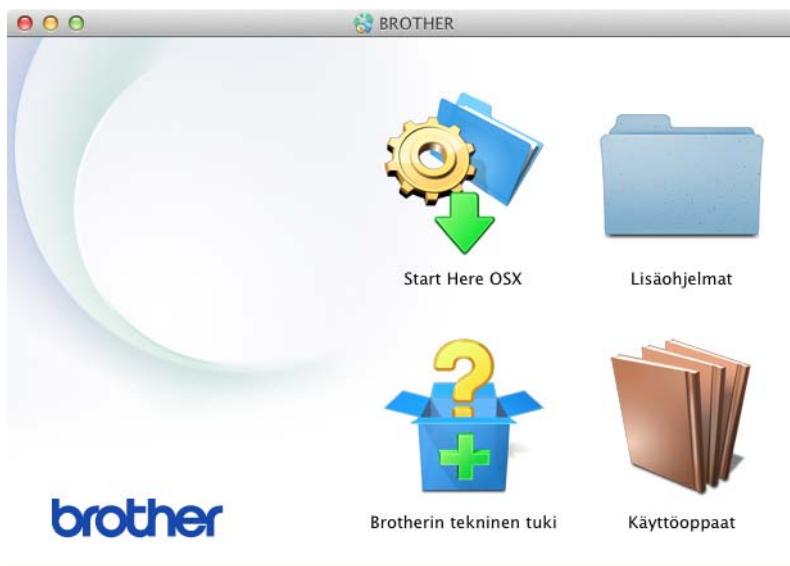 BROTHER
Start Here OSX
Lisäohjelmat
Brotherin tekninen tuki
Käyttöoppaat
brother